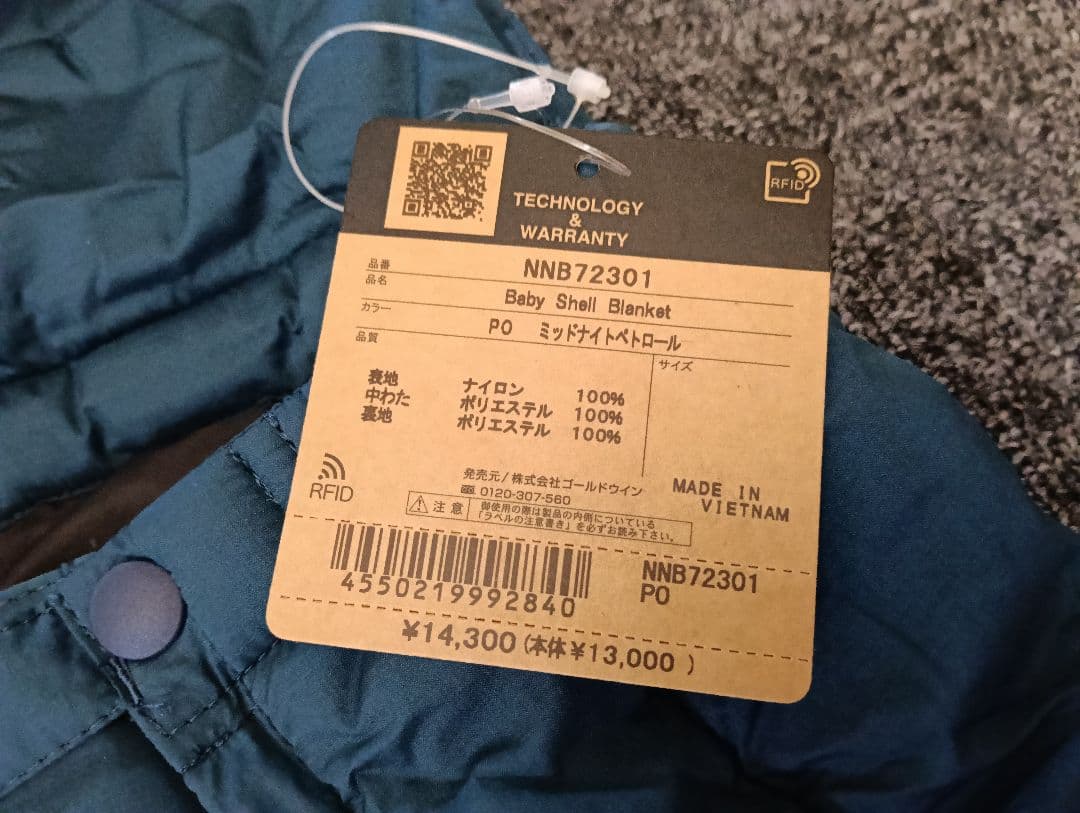 TECHNOLOGY
&
WARRANTY
RFID
品番 NNB72301
品名 Baby Shell Blanket
カラー PO ミッドナイトペトロール
品質 サイズ
表地 ナイロン 100%
中わた ポリエステル 100%
裏地 ポリエステル 100%
RFID
発売元/株式会社ゴールドウイン
0120-307-560
MADE IN
VIETNAM
注意 御使用の際は製品の内側についている
「ラベルの注意書き」を必ずお読み下さい。
4550219992840
NNB72301
PO
¥14,300(本体¥13,000 )